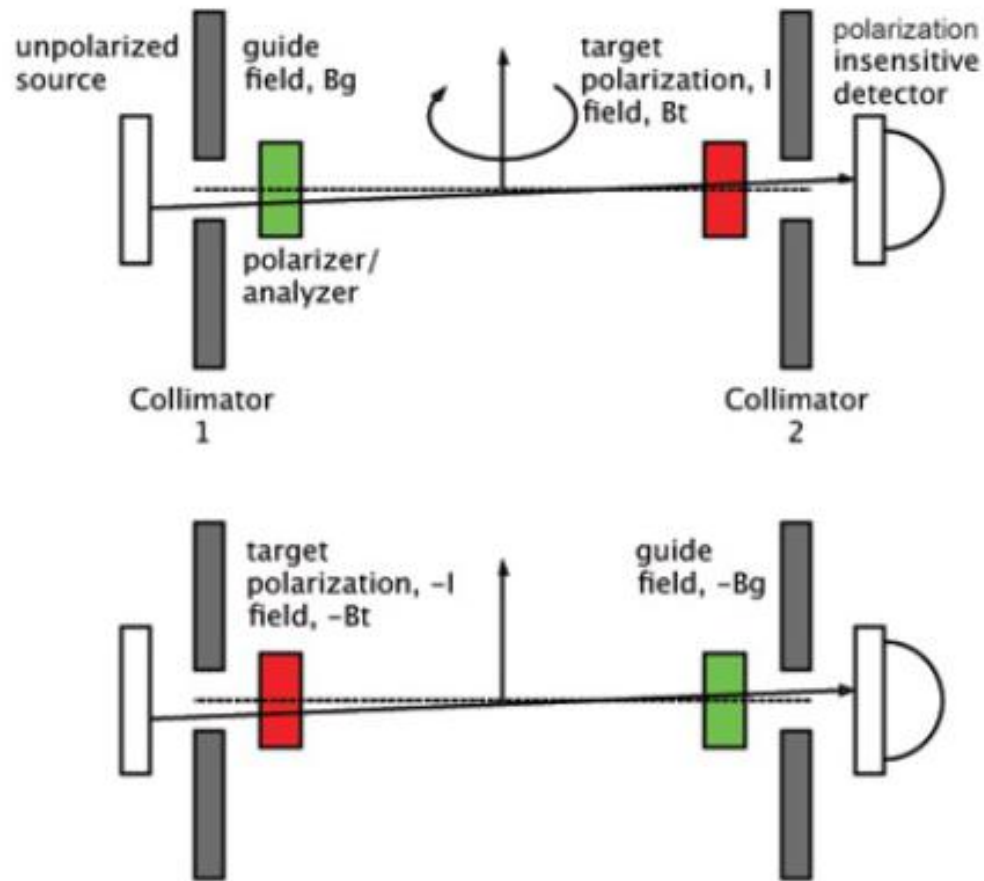 unpolarized
source
guide
field, Bg
target
polarization, I
field, Bt
polarization
insensitive
detector
polarizer/
analyzer
Collimator
1
Collimator
2
target
polarization, -I
field, -Bt
guide
field, -Bg